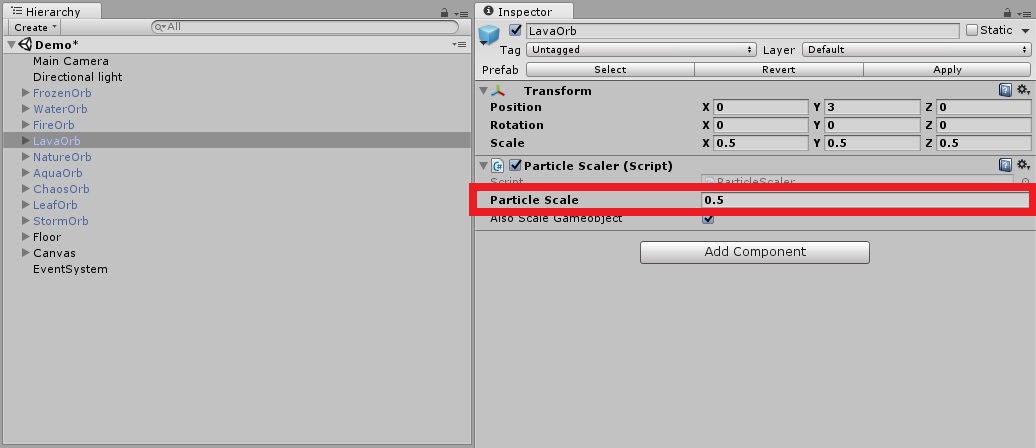 Hierarchy
Create
All
Demo*
Main Camera
Directional light
FrozenOrb
WaterOrb
FireOrb
LavaOrb
NatureOrb
AquaOrb
ChaosOrb
LeafOrb
StormOrb
Floor
Canvas
EventSystem
Inspector
LavaOrb Static
Tag Untagged Layer Default
Prefab Select Revert Apply
Transform
Position X 0 Y 3 Z 0
Rotation X 0 Y 0 Z 0
Scale X 0.5 Y 0.5 Z 0.5
Particle Scaler (Script)
Script ParticleScaler
Particle Scale 0.5
Also Scale Gameobject
Add Component